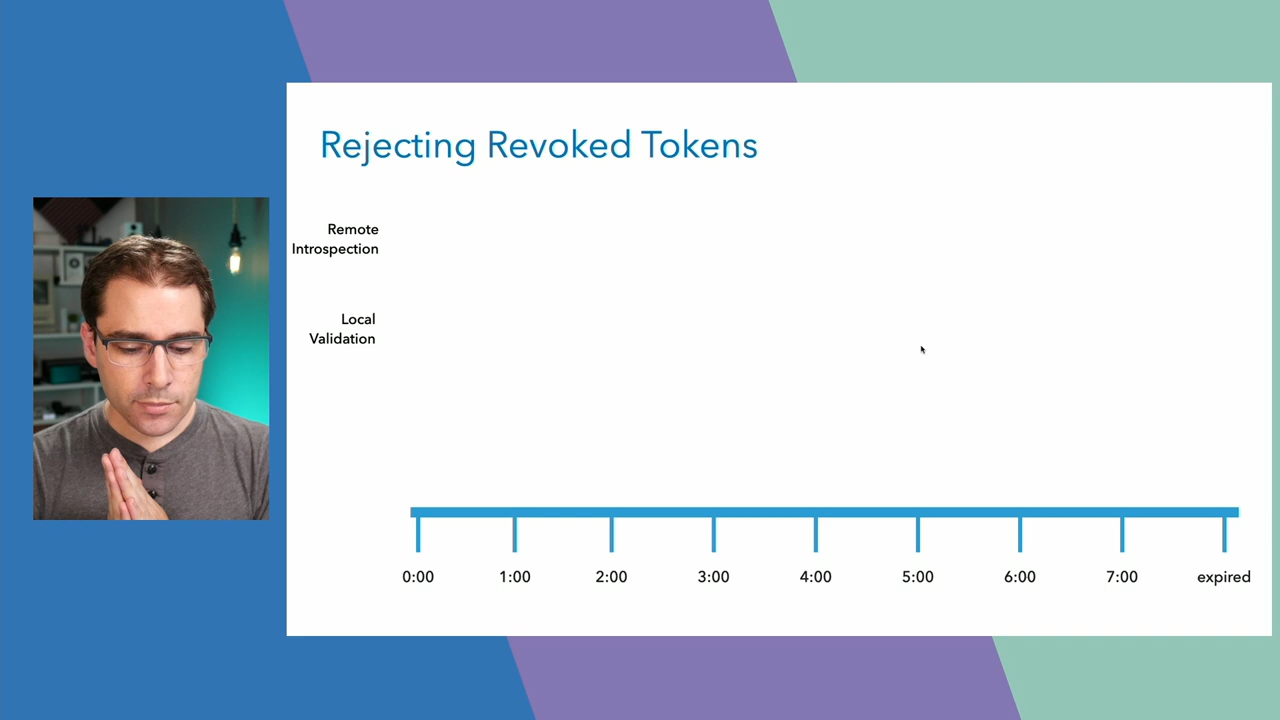 Rejecting Revoked Tokens
Remote
Introspection
Local
Validation
0:00 1:00 2:00 3:00 4:00 5:00 6:00 7:00 expired